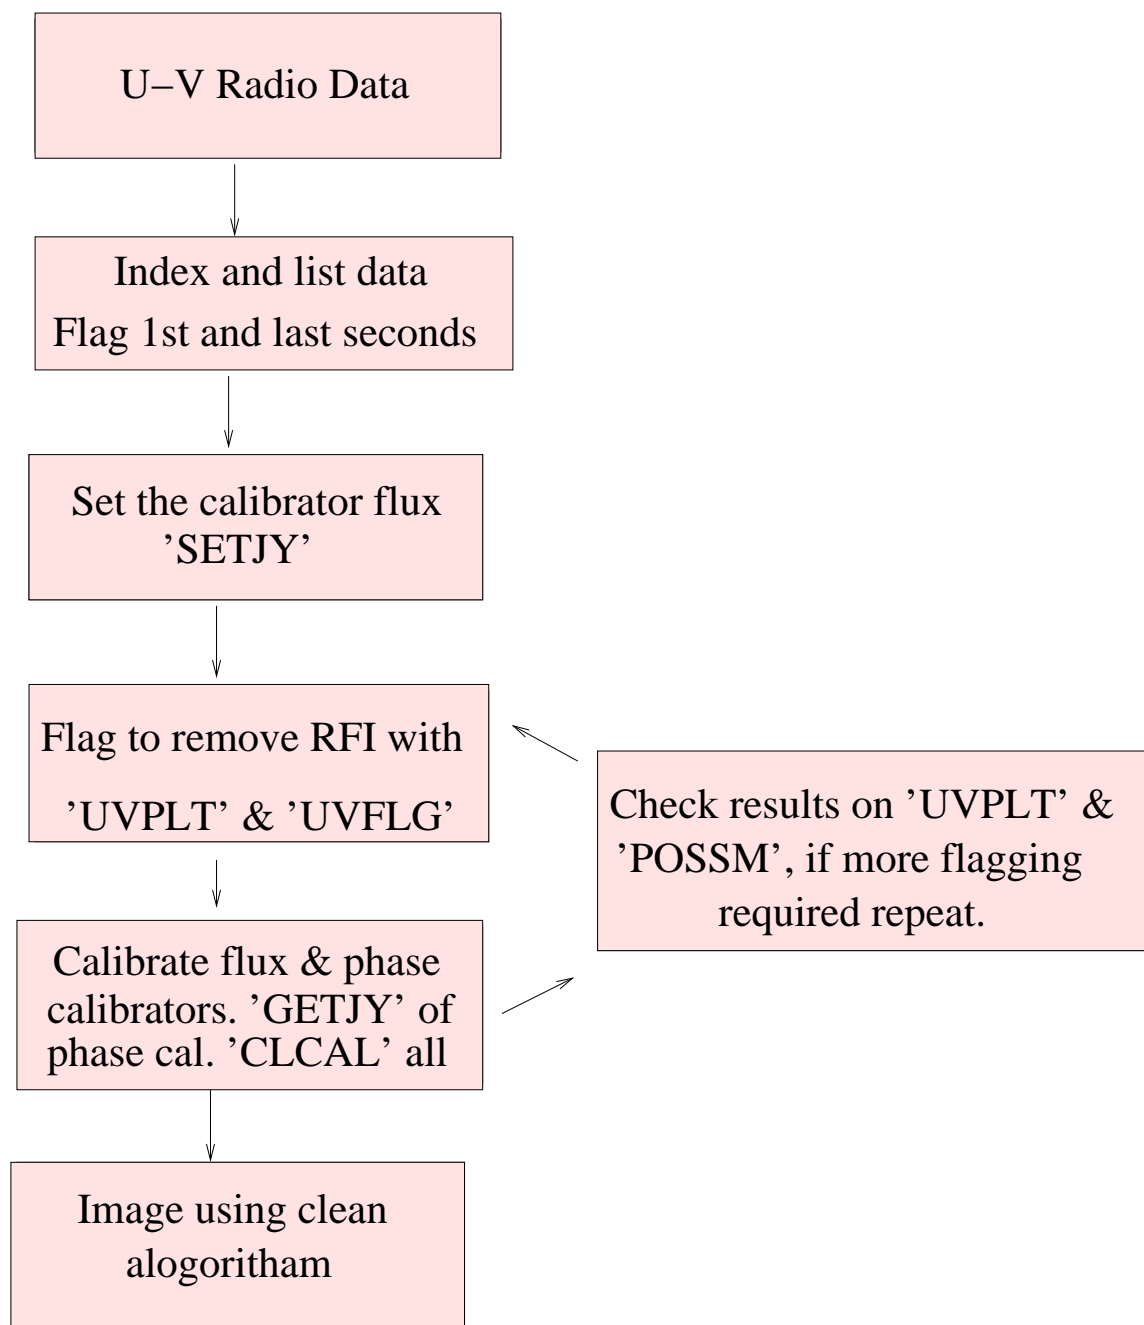 U–V Radio Data
Index and list data
Flag 1st and last seconds
Set the calibrator flux
’SETJY’
Flag to remove RFI with
’UVPLT’ & ’UVFLG’
Check results on ’UVPLT’ &
’POSSM’, if more flagging
required repeat.
Calibrate flux & phase
calibrators. ’GETJY’ of
phase cal. ’CLCAL’ all
Image using clean
alogoritham